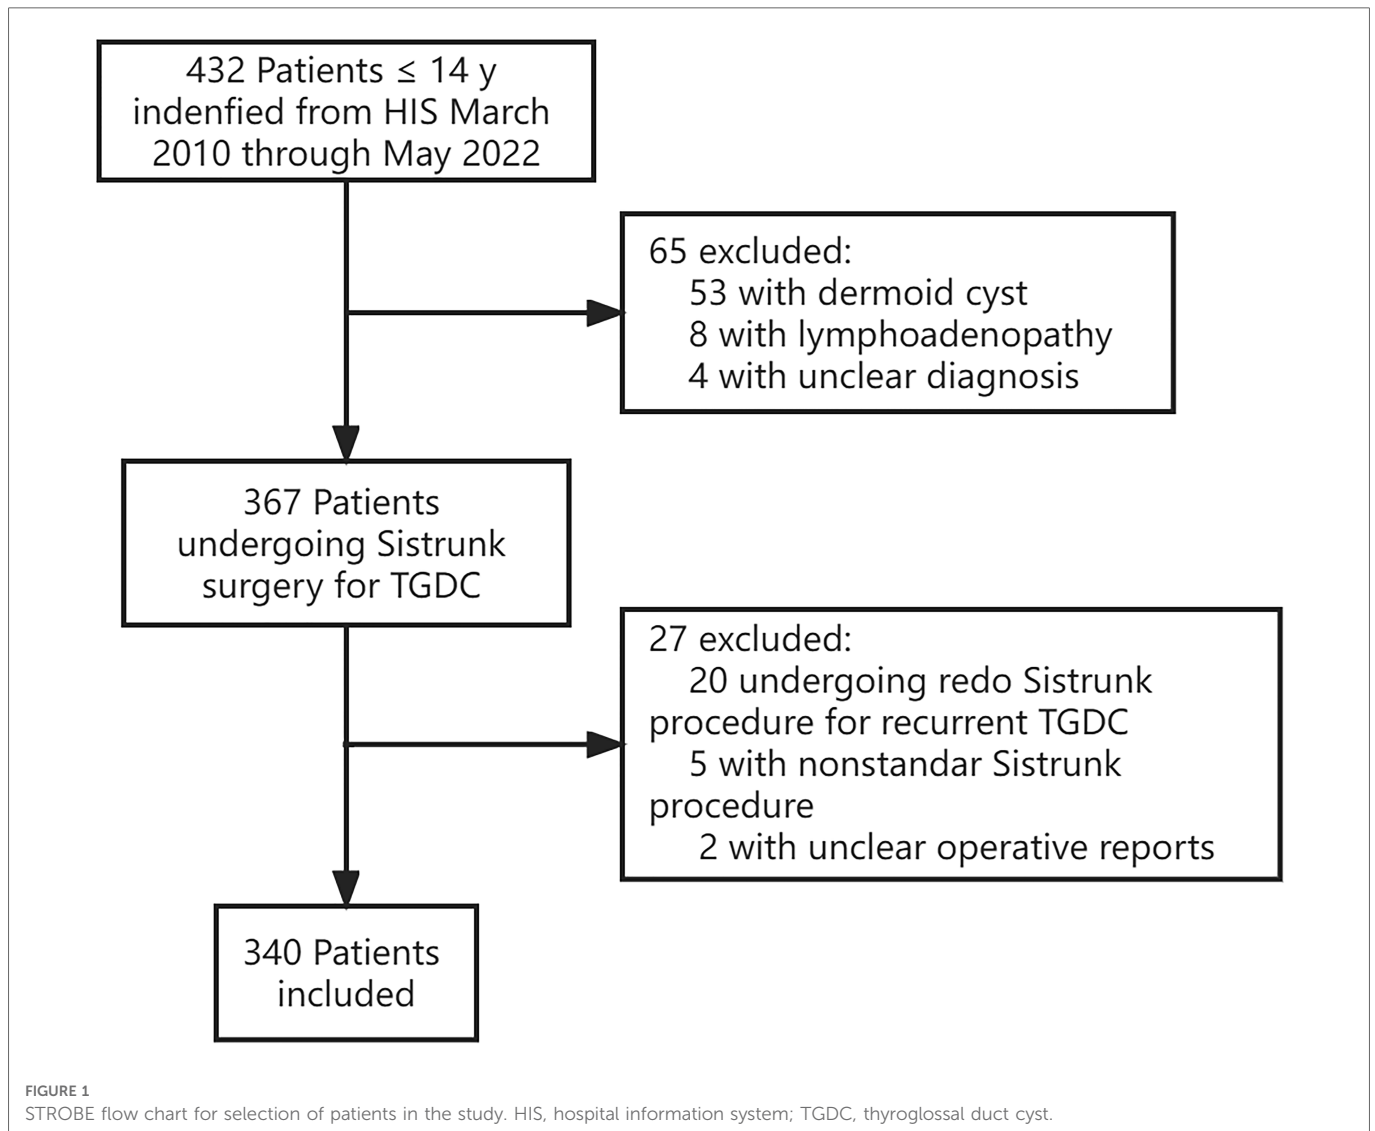 432 Patients ≤ 14 y
indenfied from HIS March
2010 through May 2022
65 excluded:
53 with dermoid cyst
8 with lymphoadenopathy
4 with unclear diagnosis
367 Patients
undergoing Sistrunk
surgery for TGDC
27 excluded:
20 undergoing redo Sistrunk
procedure for recurrent TGDC
5 with nonstandar Sistrunk
procedure
2 with unclear operative reports
340 Patients
included
FIGURE 1
STROBE flow chart for selection of patients in the study. HIS, hospital information system; TGDC, thyroglossal duct cyst.